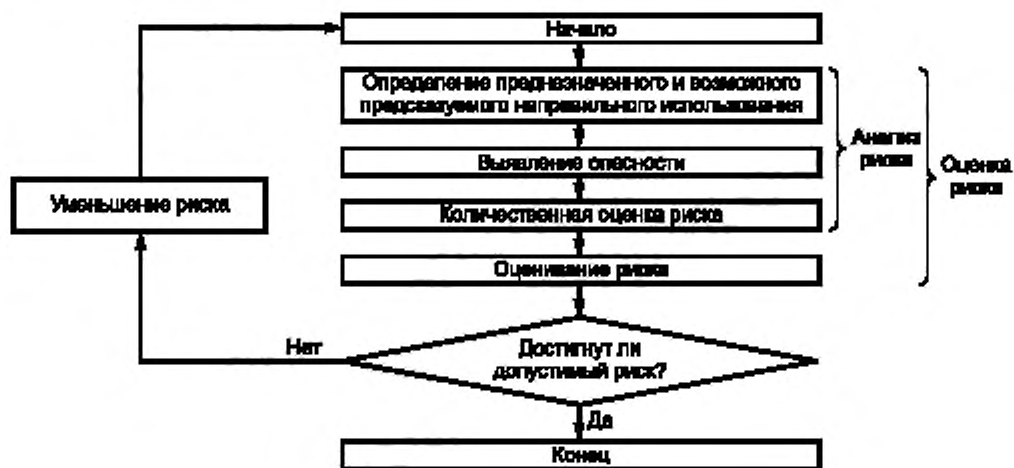 Начало
Определение предназначенного и возможного
предсказуемого неправильного использования
Выявление опасности
Анализ
риска
Оценка
риска
Уменьшение риска
Количественная оценка риска
Оценивание риска
Нет
Достигнут ли
допустимый риск?
Да
Конец